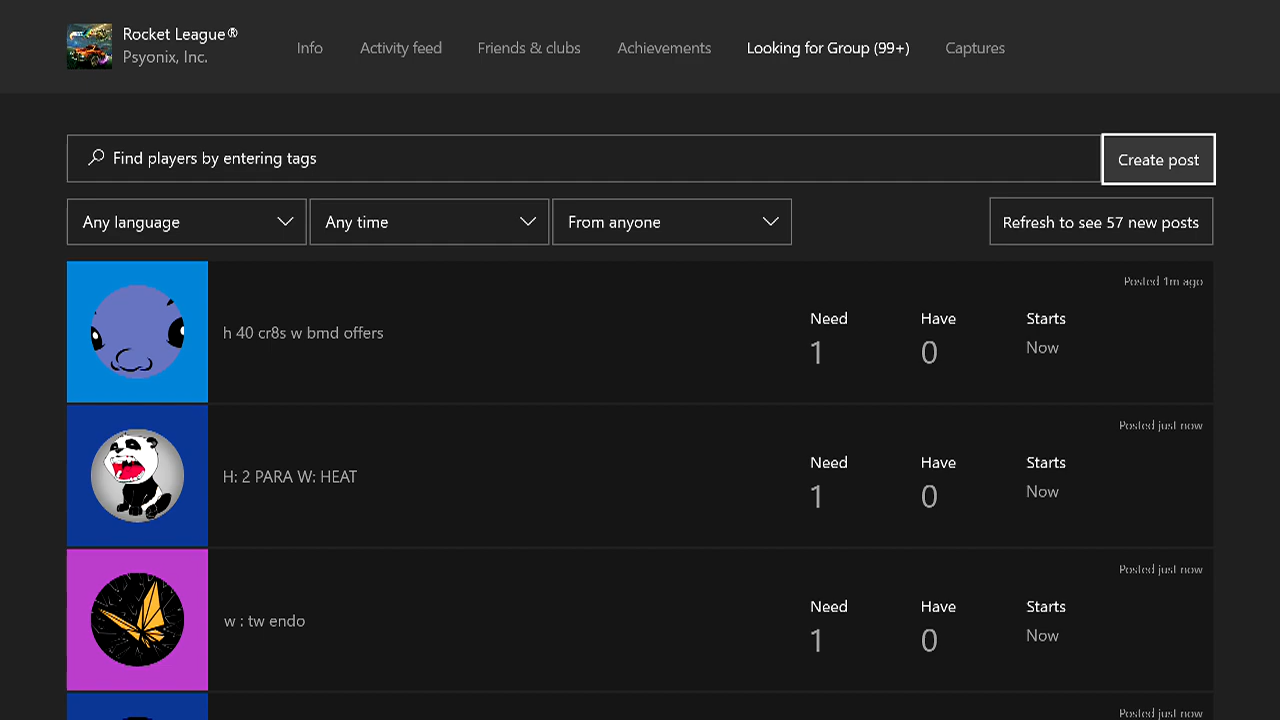 Rocket League®
Psyonix, Inc.
Info
Activity feed
Friends & clubs
Achievements
Looking for Group (99+)
Captures
Find players by entering tags
Create post
Any language
Any time
From anyone
Refresh to see 57 new posts
Posted 1m ago
h 40 cr8s w bmd offers
Need
Have
Starts
1
0
Now
Posted just now
H: 2 PARA W: HEAT
Need
Have
Starts
1
0
Now
Posted just now
w : tw endo
Need
Have
Starts
1
0
Now
Posted just now